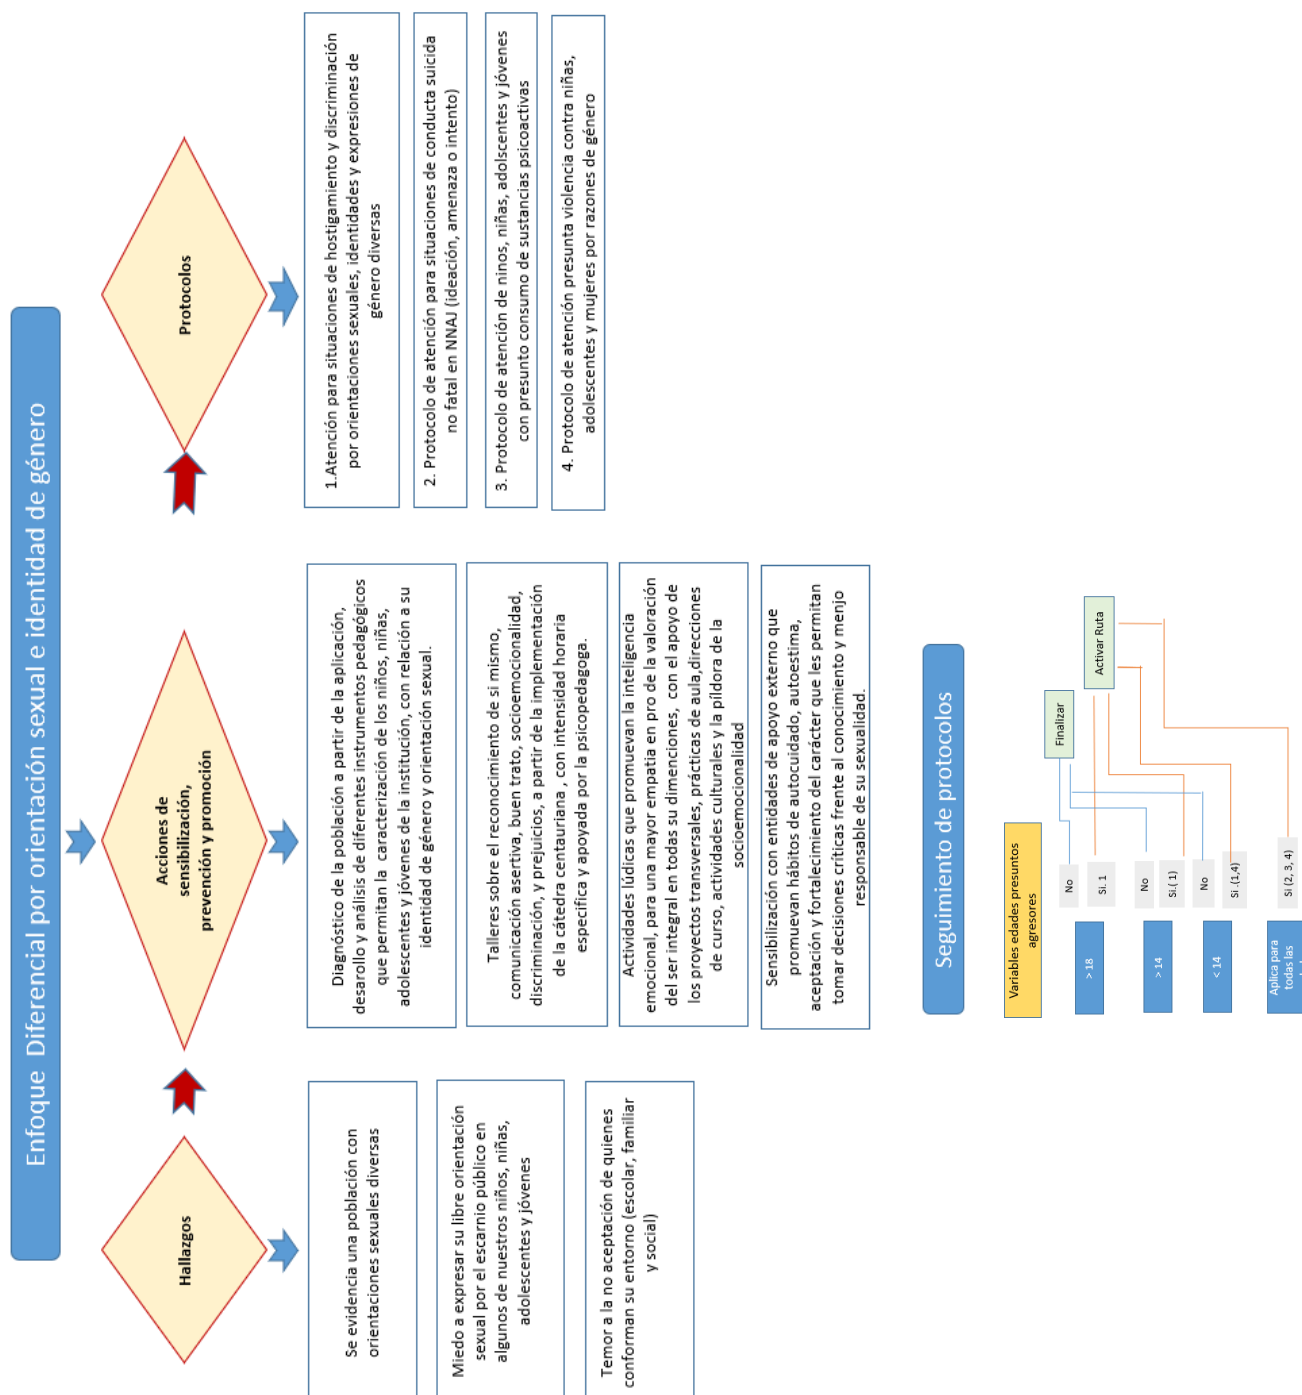 Enfoque  Diferencial por orientación sexual e identidad de género
Hallazgos
Se evidencia una población con
orientaciones sexuales diversas
Miedo a expresar su libre orientación
sexual por el escarnio público en
algunos de nuestros niños, niñas,
adolescentes y jóvenes
Temor a la no aceptación de quienes
conforman su entorno (escolar, familiar
y social)
Acciones de
sensibilización,
prevención y promoción
Diagnóstico de la población a partir de la aplicación,
desarollo y análisis de diferentes instrumentos pedagógicos
que permitan la caracterización de los niños, niñas,
adolescentes y jóvenes de la institución, con relación a su
identidad de género y orientación sexual.
Talleres sobre el reconocimiento de si mismo,
comunicación asertiva, buen trato, socioemocionalidad,
discriminación, y prejuicios, a partir de la implementación
de la cátedra centauriana , con intensidad horaria
especifica y apoyada por la psicopedagoga.
Actividades lúdicas que promuevan la inteligencia
emocional, para una mayor empatia en pro de la valoración
del ser integral en todas su dimenciones, con el apoyo de
los proyectos transversales, prácticas de aula,direcciones
de curso, actividades culturales y la píldora de la
socioemocionalidad
Sensibilización con entidades de apoyo externo que
promuevan hábitos de autocuidado, autoestima,
aceptación y fortalecimiento del carácter que les permitan
tomar decisiones críticas frente al conocimiento y menjo
responsable de su sexualidad.
Protocolos
1.Atención para situaciones de hostigamiento y discriminación
por orientaciones sexuales, identidades y expresiones de
género diversas
2. Protocolo de atención para situaciones de conducta suicida
no fatal en NNAJ (ideación, amenaza o intento)
3. Protocolo de atención de ninos, niñas, adolscentes y jóvenes
con presunto consumo de sustancias psicoactivas
4. Protocolo de atención presunta violencia contra niñas,
adolescentes y mujeres por razones de género
Seguimiento de protocolos
Variables edades presuntos
agresores
> 18
No
Si. 1
Finalizar
Activar Ruta
> 14
No
Si.( 1)
< 14
No
Si .(1,4)
Aplica para
todas las
Si (2, 3, 4)